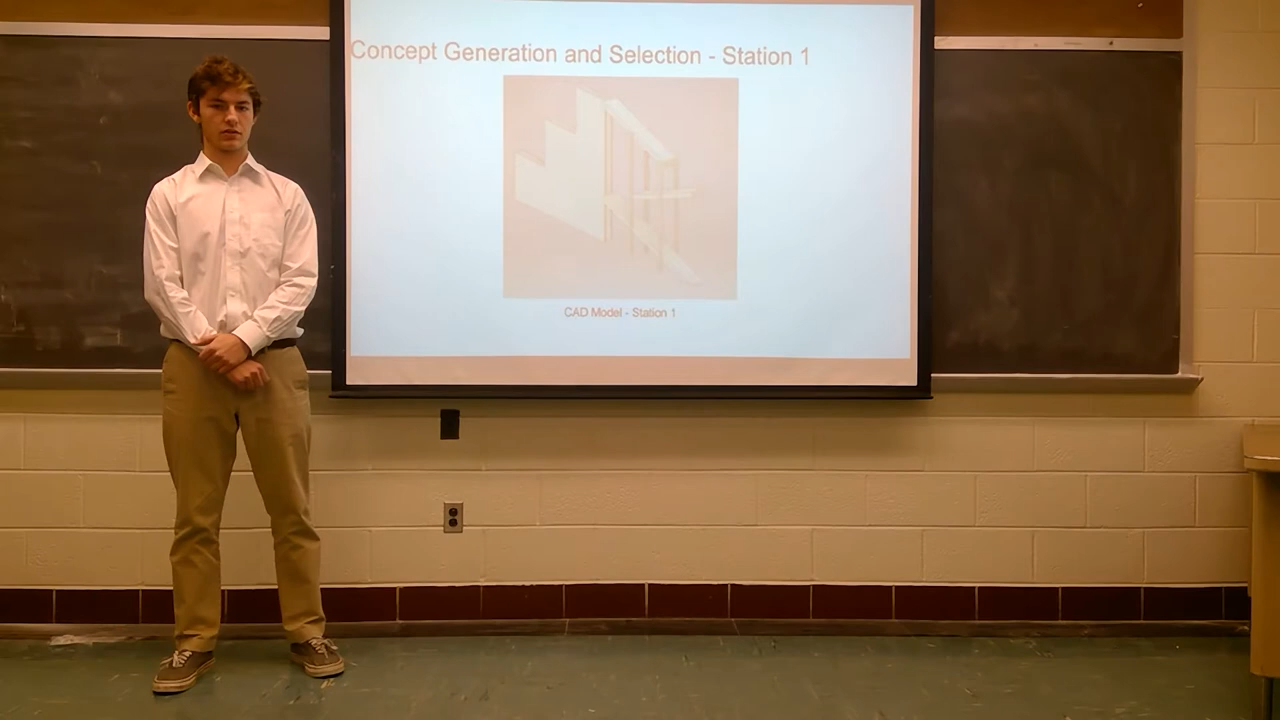 Concept Generation and Selection - Station 1
CAD Model - Station 1